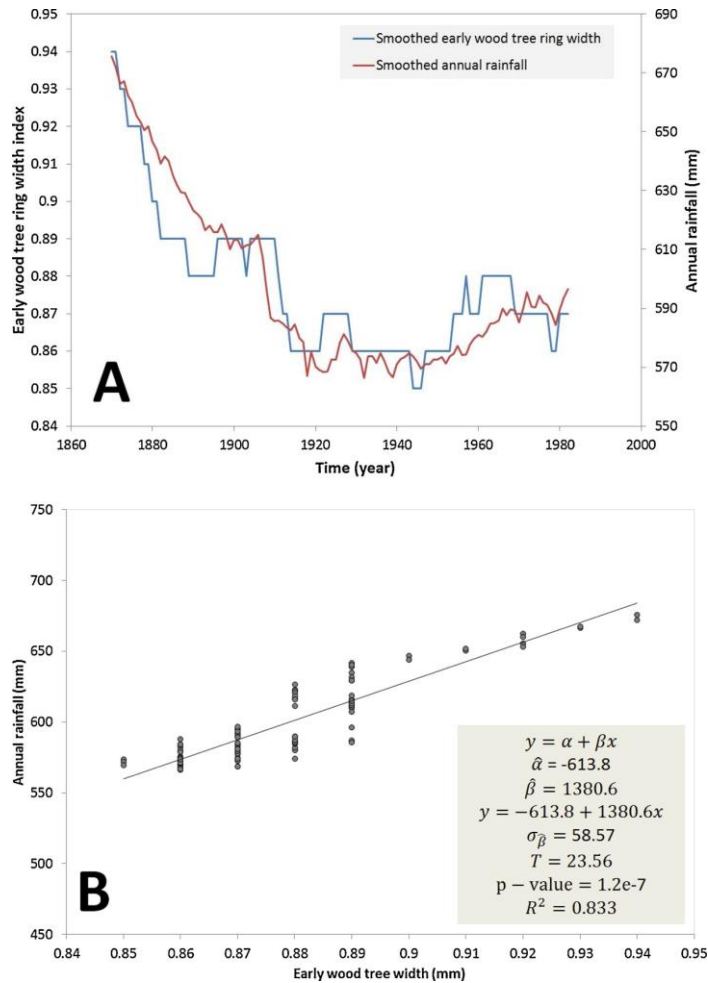 0.95
0.94
0.93
0.92
0.91
0.9
0.89
0.88
0.87
0.86
0.85
0.84
Early wood tree ring width index
Smoothed early wood tree ring width
Smoothed annual rainfall
690
670
650
630
610
590
570
550
Annual rainfall (mm)
A
1860 1880 1900 1920 1940 1960 1980 2000
Time (year)
750
700
650
600
550
500
450
Annual rainfall (mm)
y = α + βx
α̂ = -613.8
β̂ = 1380.6
y = −613.8 + 1380.6x
σ_β̂ = 58.57
T = 23.56
p − value = 1.2e-7
R² = 0.833
B
0.84 0.85 0.86 0.87 0.88 0.89 0.9 0.91 0.92 0.93 0.94 0.95
Early wood tree width (mm)